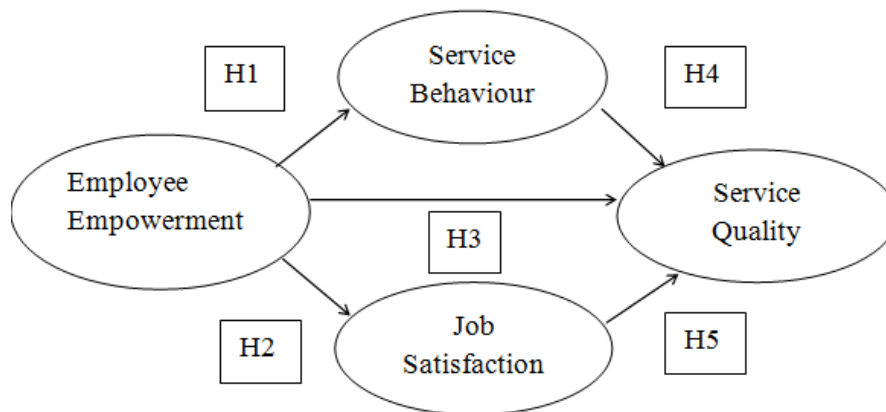 H1
Service
Behaviour
H4
Employee
Empowerment
H3
Service
Quality
H2
Job
Satisfaction
H5